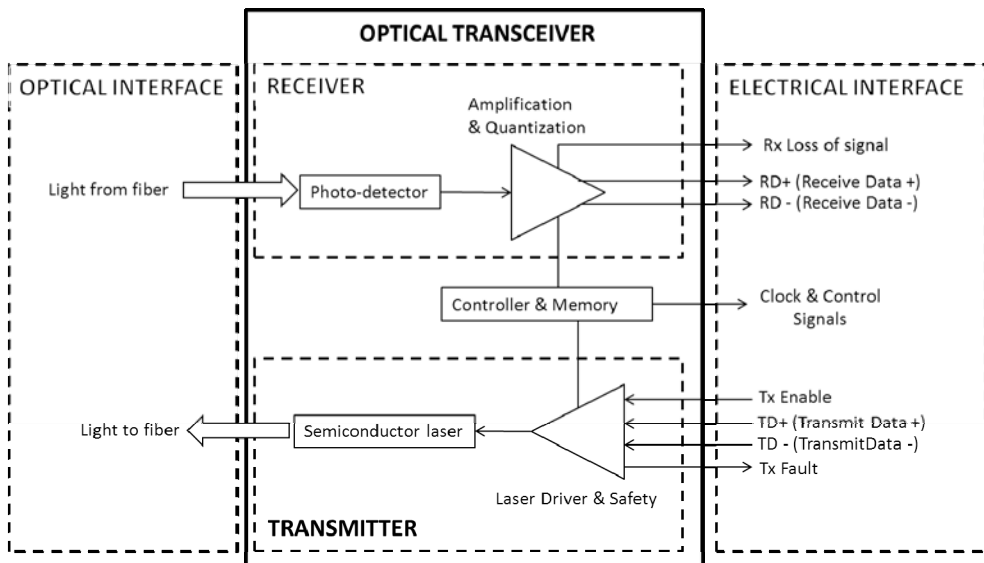 OPTICAL TRANSCEIVER
OPTICAL INTERFACE
RECEIVER
ELECTRICAL INTERFACE
Amplification
& Quantization
Rx Loss of signal
Light from fiber
Photo-detector
RD+ (Receive Data +)
RD - (Receive Data -)
Controller & Memory
Clock & Control
Signals
Tx Enable
Light to fiber
Semiconductor laser
TD+ (Transmit Data +)
TD - (TransmitData -)
Tx Fault
Laser Driver & Safety
TRANSMITTER